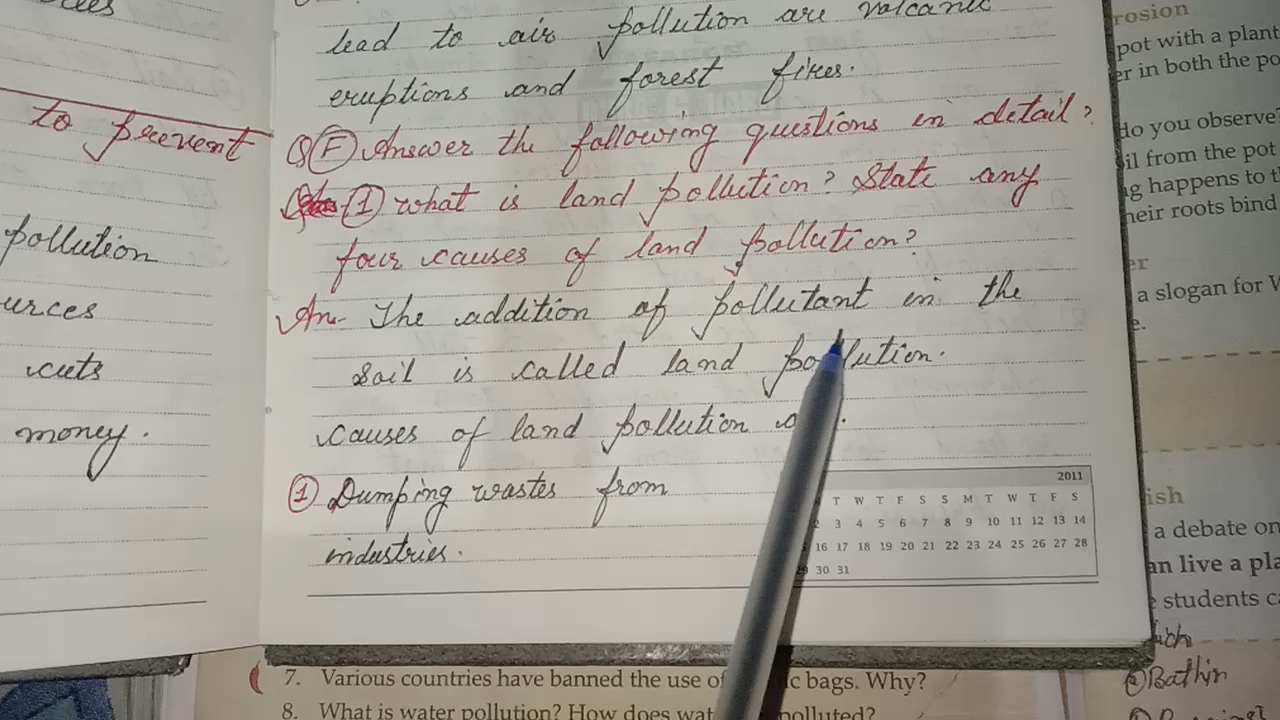 to prevent
pollution
urces
cuts
money.
lead to air pollution are volcanic
eruptions and forest fires.
Q(F) Answer the following questions in detail?
(1) what is land pollution? State any
four causes of land pollution?
An- The addition of pollutant in the
soil is called land pollution.
causes of land pollution
(1) Dumping wastes from
industries.
2011
T W T F S S M T W T F S
3 4 5 6 7 8 9 10 11 12 13 14
16 17 18 19 20 21 22 23 24 25 26 27 28
30 31
rosion
pot with a plant
er in both the po
do you observe
il from the pot
g happens to t
heir roots bind
er
a slogan for W
e.
ish
a debate on
an live a pla
students ca
Bathin
7. Various countries have banned the use of c bags. Why?
8. What is water pollution? How does wat polluted?